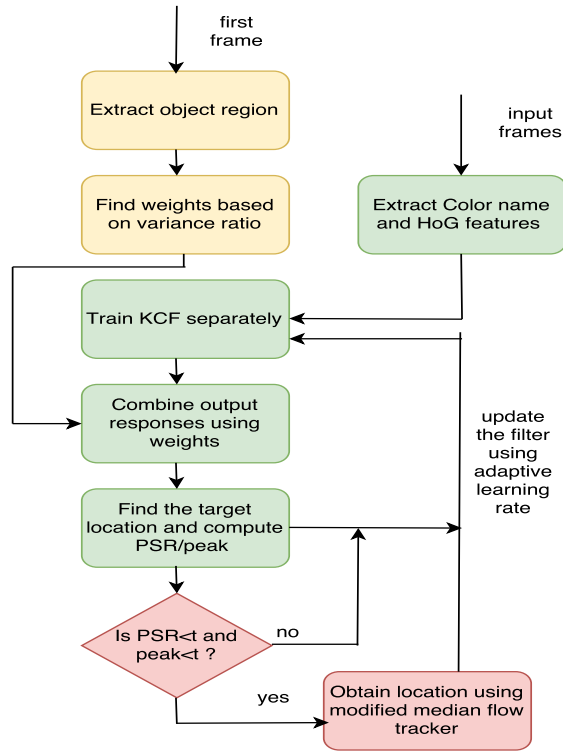 first
frame
Extract object region
input
frames
Find weights based
on variance ratio
Extract Color name
and HoG features
Train KCF separately
Combine output
responses using
weights
update
the filter
using
adaptive
learning
rate
Find the target
location and compute
PSR/peak
Is PSR<t and
peak<t ?
no
yes
Obtain location using
modified median flow
tracker